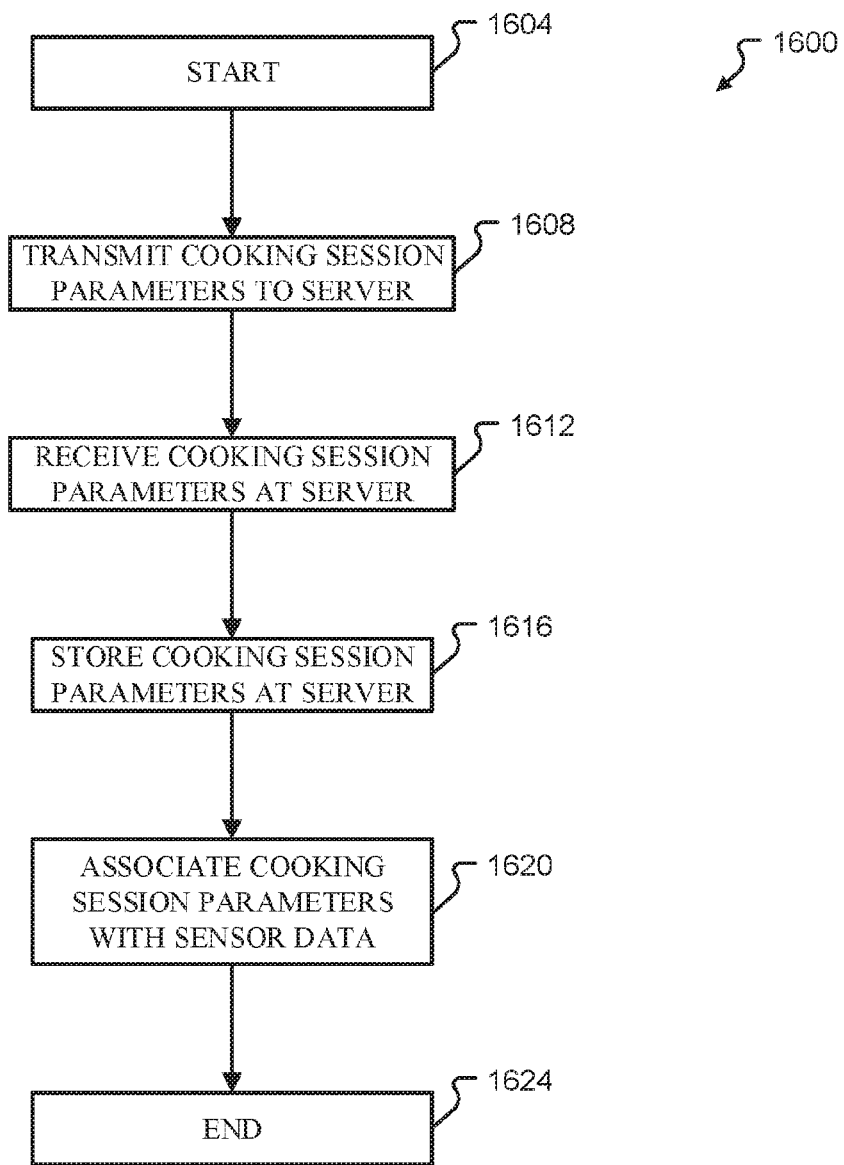 1604
1600
START
1608
TRANSMIT COOKING SESSION
PARAMETERS TO SERVER
1612
RECEIVE COOKING SESSION
PARAMETERS AT SERVER
1616
STORE COOKING SESSION
PARAMETERS AT SERVER
1620
ASSOCIATE COOKING
SESSION PARAMETERS
WITH SENSOR DATA
1624
END